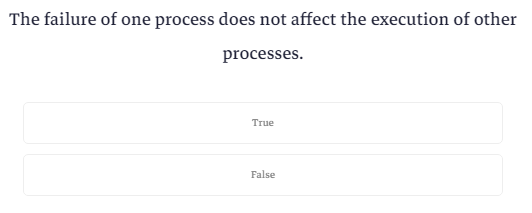 The failure of one process does not affect the execution of other
processes.
True
False